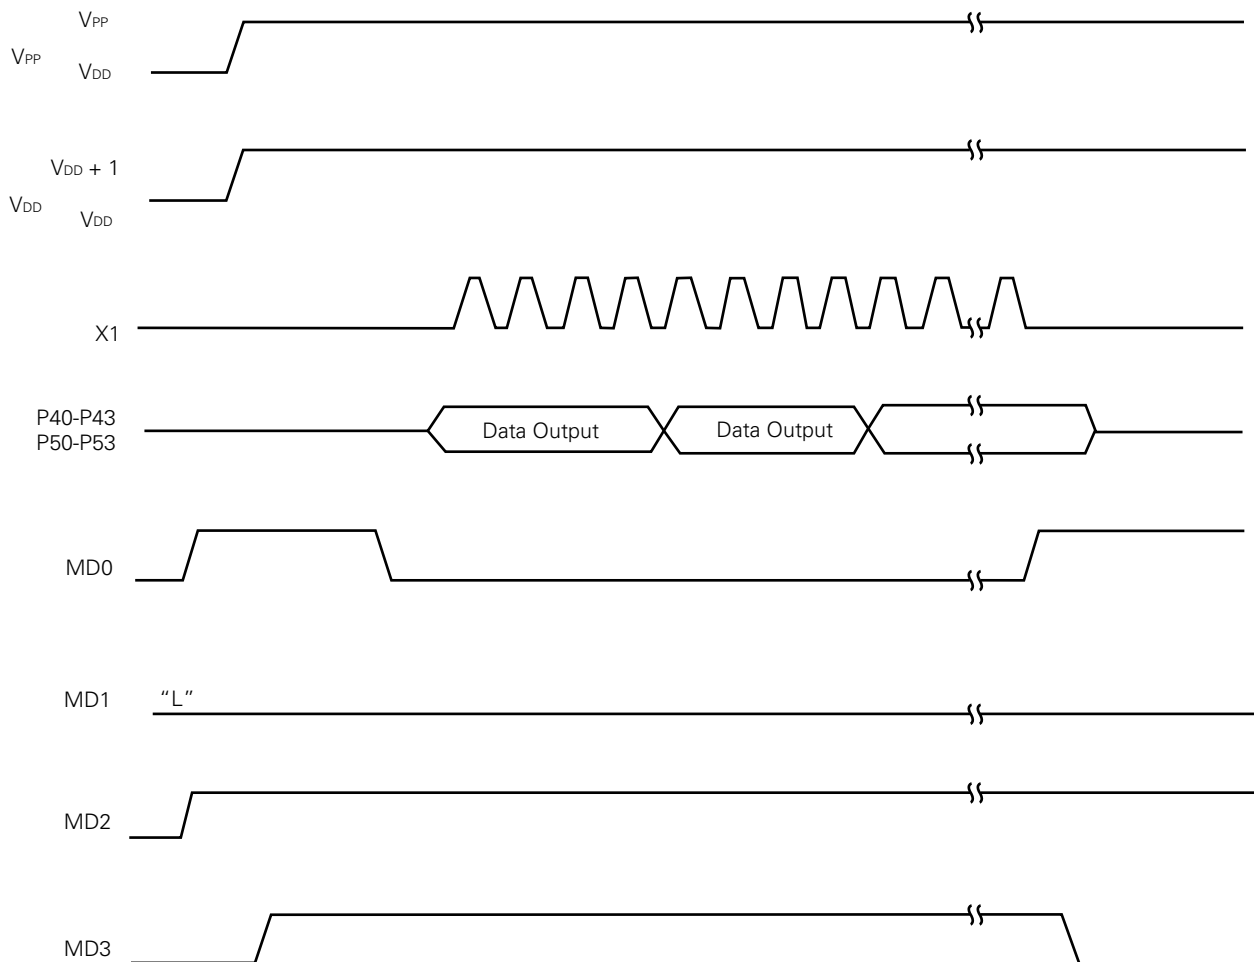 VPP
VPP
VDD
VDD + 1
VDD
VDD
X1
P40-P43
P50-P53
Data Output
Data Output
MD0
MD1
“L”
MD2
MD3